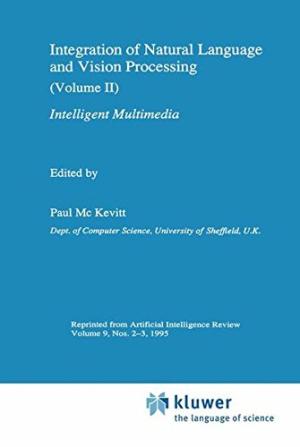 Integration of Natural Language
and Vision Processing
(Volume II)
Intelligent Multimedia
Edited by
Paul Mc Kevitt
Dept. of Computer Science, University of Sheffield, U.K.
Reprinted from Artificial Intelligence Review
Volume 9, Nos. 2–3, 1995
kluwer
the language of science